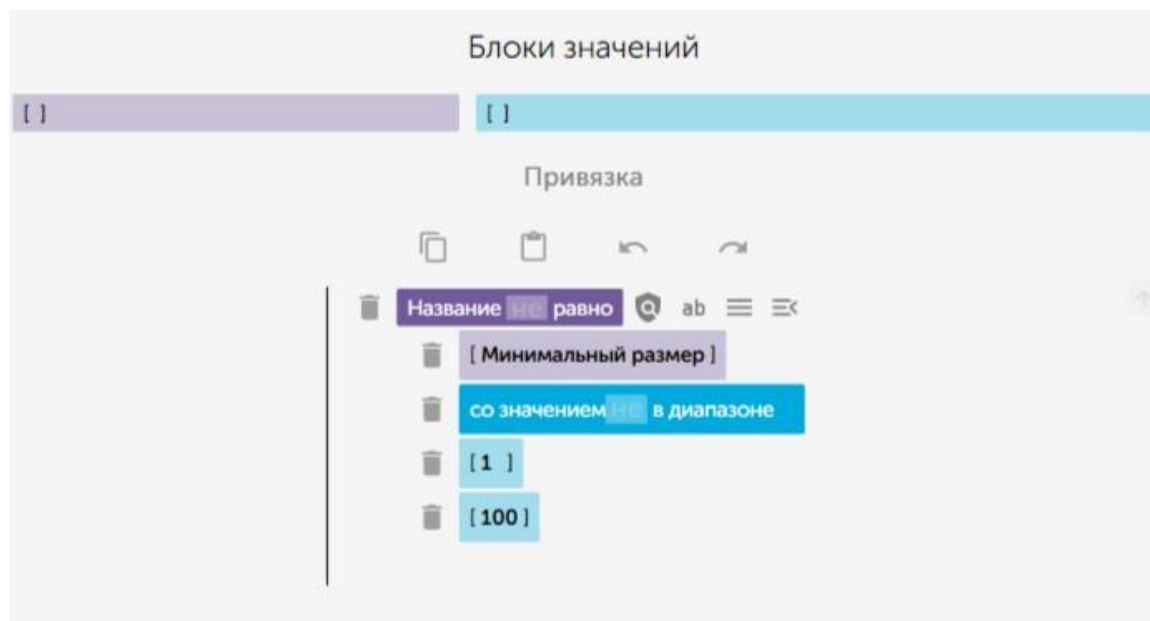 Блоки значений
[ ] [ ]
Привязка
Название не равно ab
[ Минимальный размер ]
со значением не в диапазоне
[ 1 ]
[ 100 ]